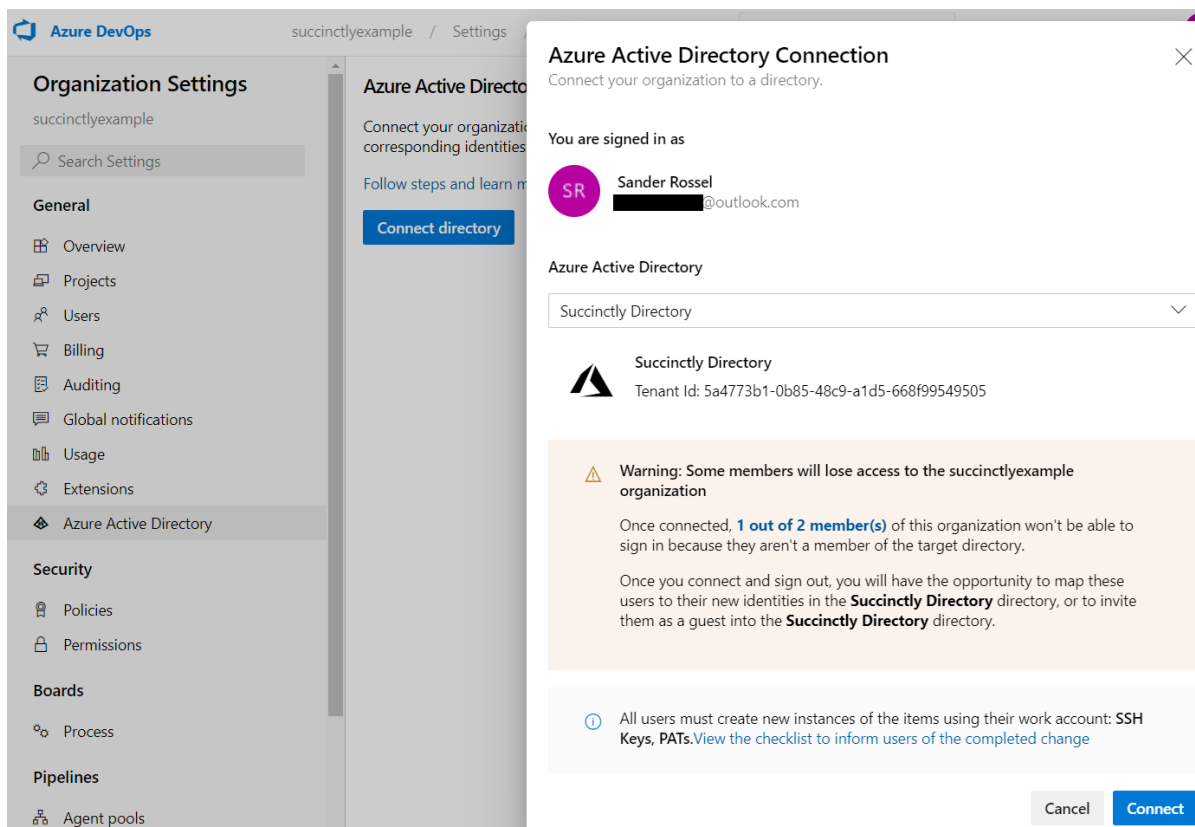 Azure DevOps
succinctlyexample / Settings /
Organization Settings
succinctlyexample
Search Settings
General
Overview
Projects
Users
Billing
Auditing
Global notifications
Usage
Extensions
Azure Active Directory
Security
Policies
Permissions
Boards
Process
Pipelines
Agent pools
Azure Active Directo
Connect your organizatio
corresponding identities
Follow steps and learn m
Connect directory
Azure Active Directory Connection
Connect your organization to a directory.
You are signed in as
SR
Sander Rossel
@outlook.com
Azure Active Directory
Succinctly Directory
Succinctly Directory
Tenant Id: 5a4773b1-0b85-48c9-a1d5-668f99549505
Warning: Some members will lose access to the succinctlyexample
organization
Once connected, 1 out of 2 member(s) of this organization won't be able to
sign in because they aren't a member of the target directory.
Once you connect and sign out, you will have the opportunity to map these
users to their new identities in the Succinctly Directory directory, or to invite
them as a guest into the Succinctly Directory directory.
All users must create new instances of the items using their work account: SSH
Keys, PATs.View the checklist to inform users of the completed change
Cancel
Connect